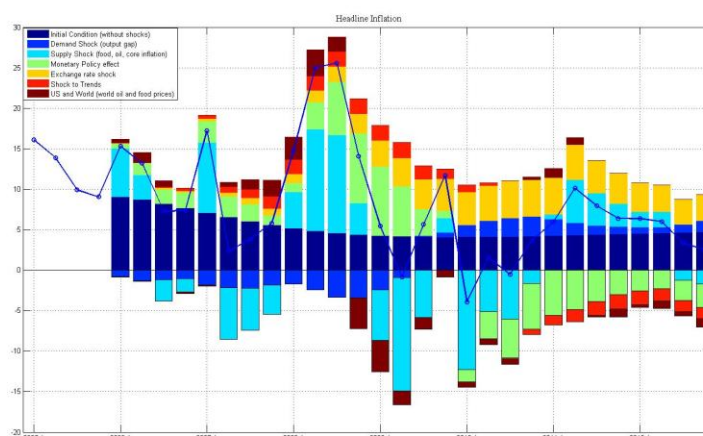 Headline Inflation
30
Initial Condition (without shocks)
Demand Shock (output gap)
Supply Shock (food, oil, core inflation)
Monetary Policy effect
Exchange rate shock
Shock to Trends
US and World (world oil and food prices)
25
20
15
10
5
0
-5
-10
-15
-20